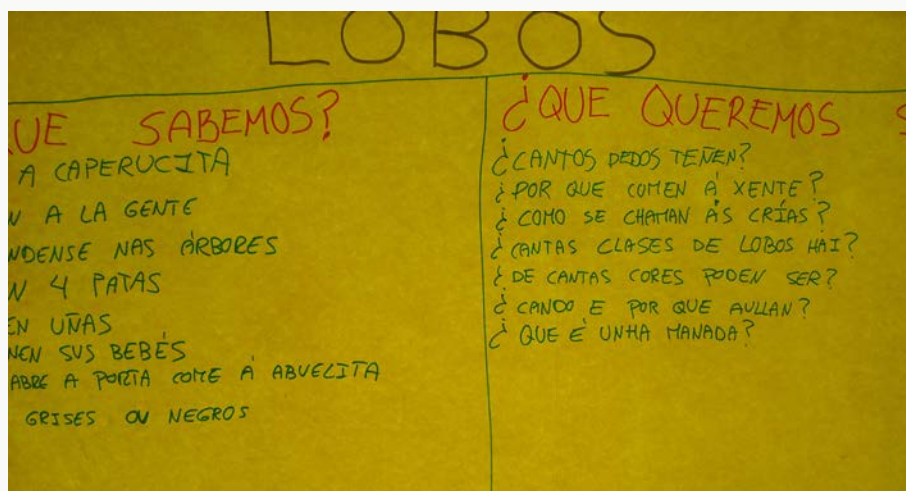 LOBOS
UE SABEMOS?
A CAPERUCITA
N A LA GENTE
NDENSE NAS ÁRBORES
N 4 PATAS
EN UÑAS
NEN SUS BEBÉS
ABRE A PORTA COME Á ABUELITA
GRISES OU NEGROS
¿QUE QUEREMOS S
¿CANTOS DEDOS TEÑEN?
¿POR QUE COMEN Á XENTE?
¿COMO SE CHAMAN ÁS CRÍAS?
¿CANTAS CLASES DE LOBOS HAI?
¿DE CANTAS CORES PODEN SER?
¿CANDO E POR QUE AULLAN?
¿QUE É UNHA MANADA?